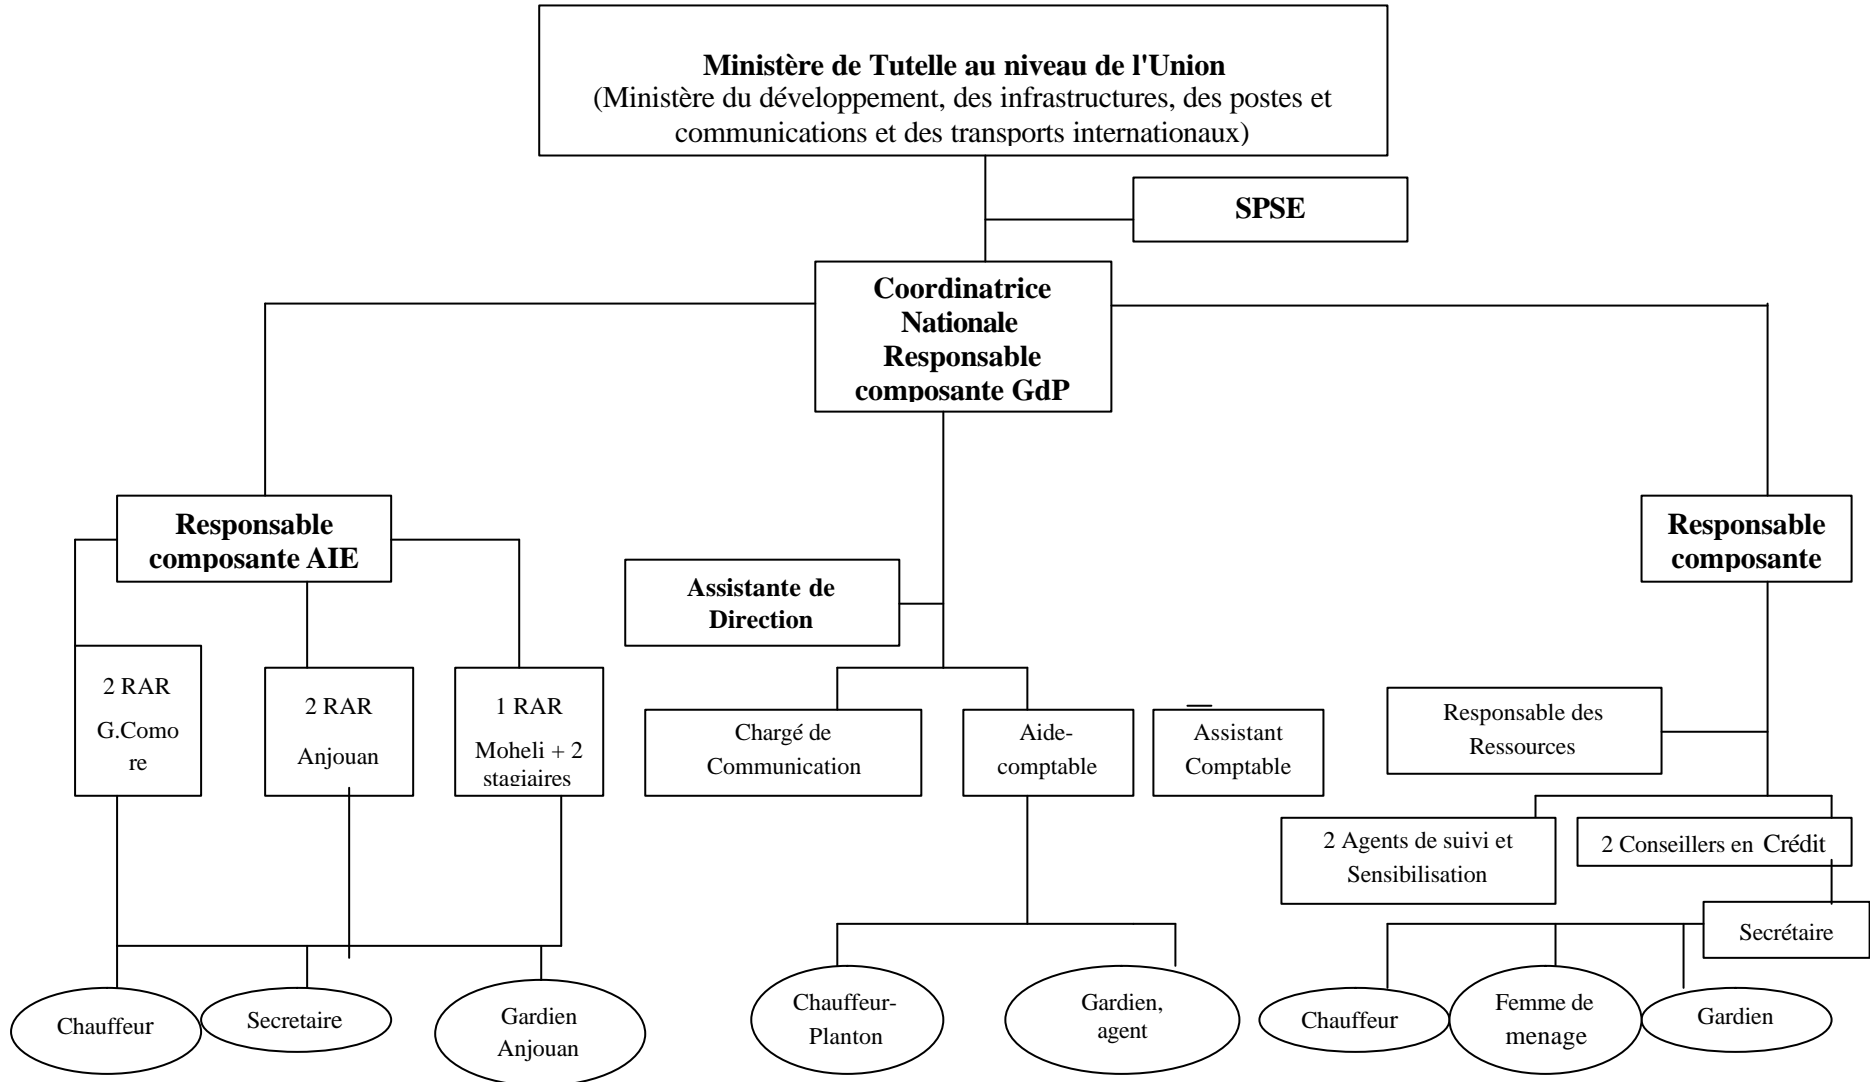 Ministère de Tutelle au niveau de l'Union
(Ministère du développement, des infrastructures, des postes et
communications et des transports internationaux)
SPSE
Coordinatrice
Nationale
Responsable
composante GdP
Responsable
composante AIE
Responsable
composante
Assistante de
Direction
2 RAR
G.Como
re
2 RAR
Anjouan
1 RAR
Moheli + 2
stagiaires
Chargé de
Communication
Aide-
comptable
Assistant
Comptable
Responsable des
Ressources
2 Agents de suivi et
Sensibilisation
2 Conseillers en Crédit
Secrétaire
Chauffeur
Secretaire
Gardien
Anjouan
Chauffeur-
Planton
Gardien,
agent
Chauffeur
Femme de
menage
Gardien